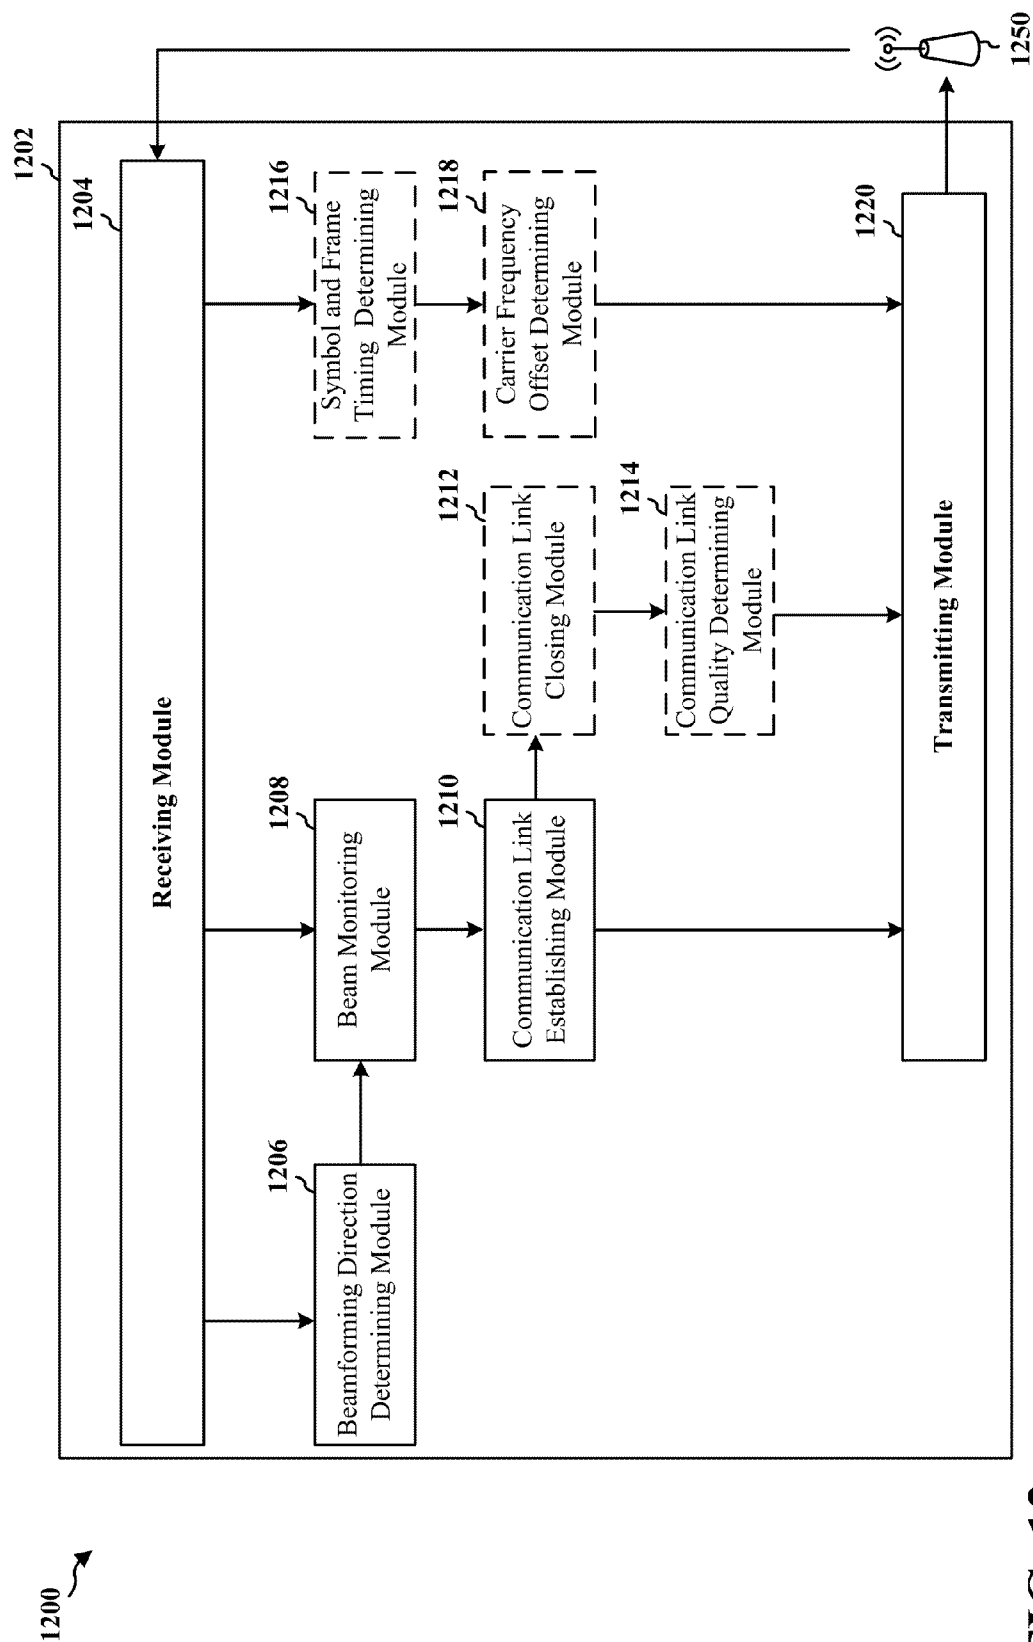 1200
1202
1204
Receiving Module
1206
Beamforming Direction
Determining Module
1208
Beam Monitoring
Module
1216
Symbol and Frame
Timing Determining
Module
1210
Communication Link
Establishing Module
1212
Communication Link
Closing Module
1218
Carrier Frequency
Offset Determining
Module
1214
Communication Link
Quality Determining
Module
1220
Transmitting Module
1250